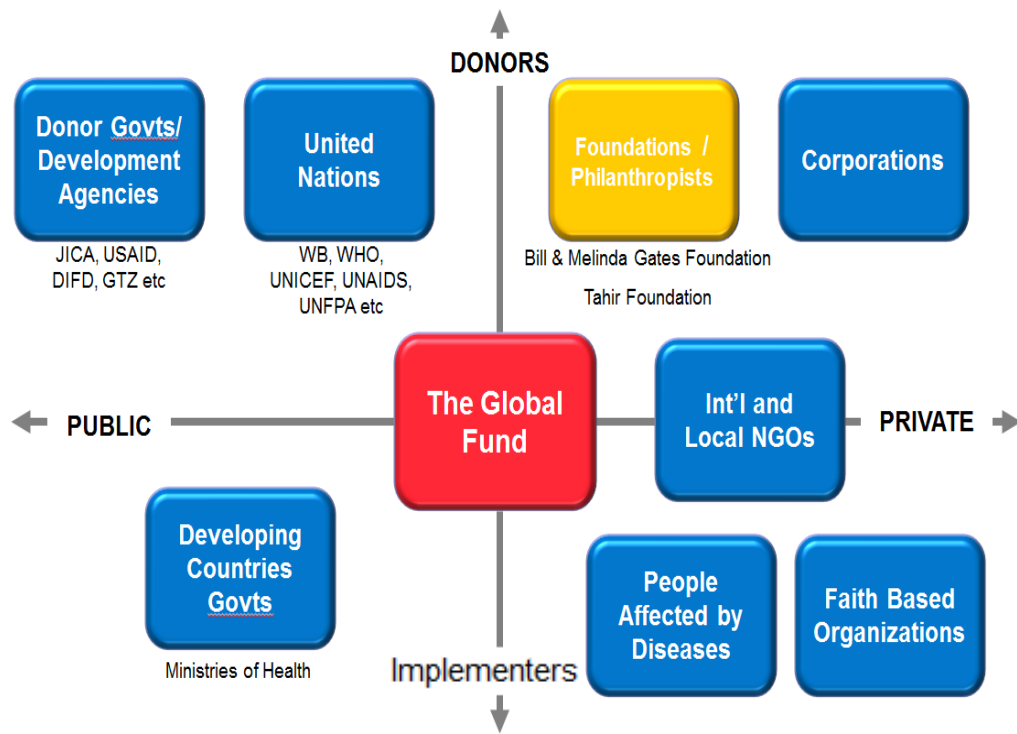 DONORS
Donor Govts/
Development
Agencies
JICA, USAID,
DIFD, GTZ etc
United
Nations
WB, WHO,
UNICEF, UNAIDS,
UNFPA etc
Foundations /
Philanthropists
Bill & Melinda Gates Foundation
Tahir Foundation
Corporations
PUBLIC
The Global
Fund
Int'l and
Local NGOs
PRIVATE
Developing
Countries
Govts
Ministries of Health
Implementers
People
Affected by
Diseases
Faith Based
Organizations